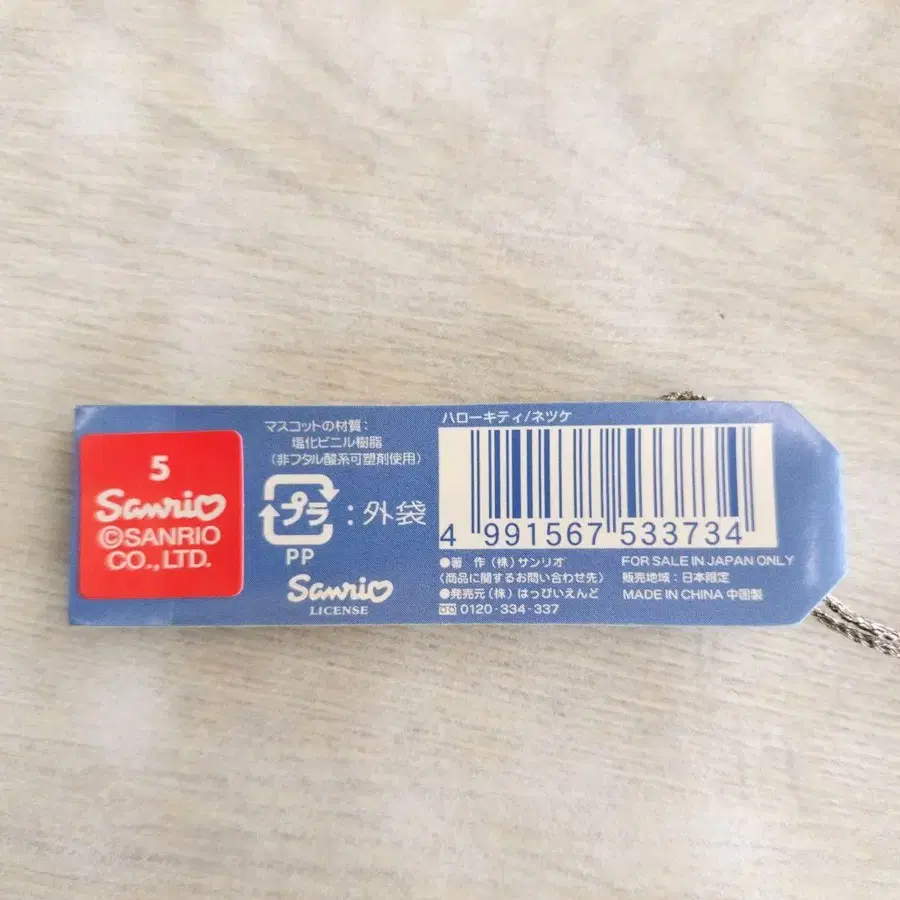 5
Sanrio
©SANRIO
CO.,LTD.
マスコットの材質:
塩化ビニル樹脂
(非フタル酸系可塑剤使用)
プラ:外袋
PP
Sanrio
LICENSE
ハローキティ/ネツケ
4 991567 533734
●著 作(株)サンリオ
(商品に関するお問い合わせ先)
●発売元(株)はっぴいえんど
0120-334-337
FOR SALE IN JAPAN ONLY
販売地域:日本限定
MADE IN CHINA 中国製